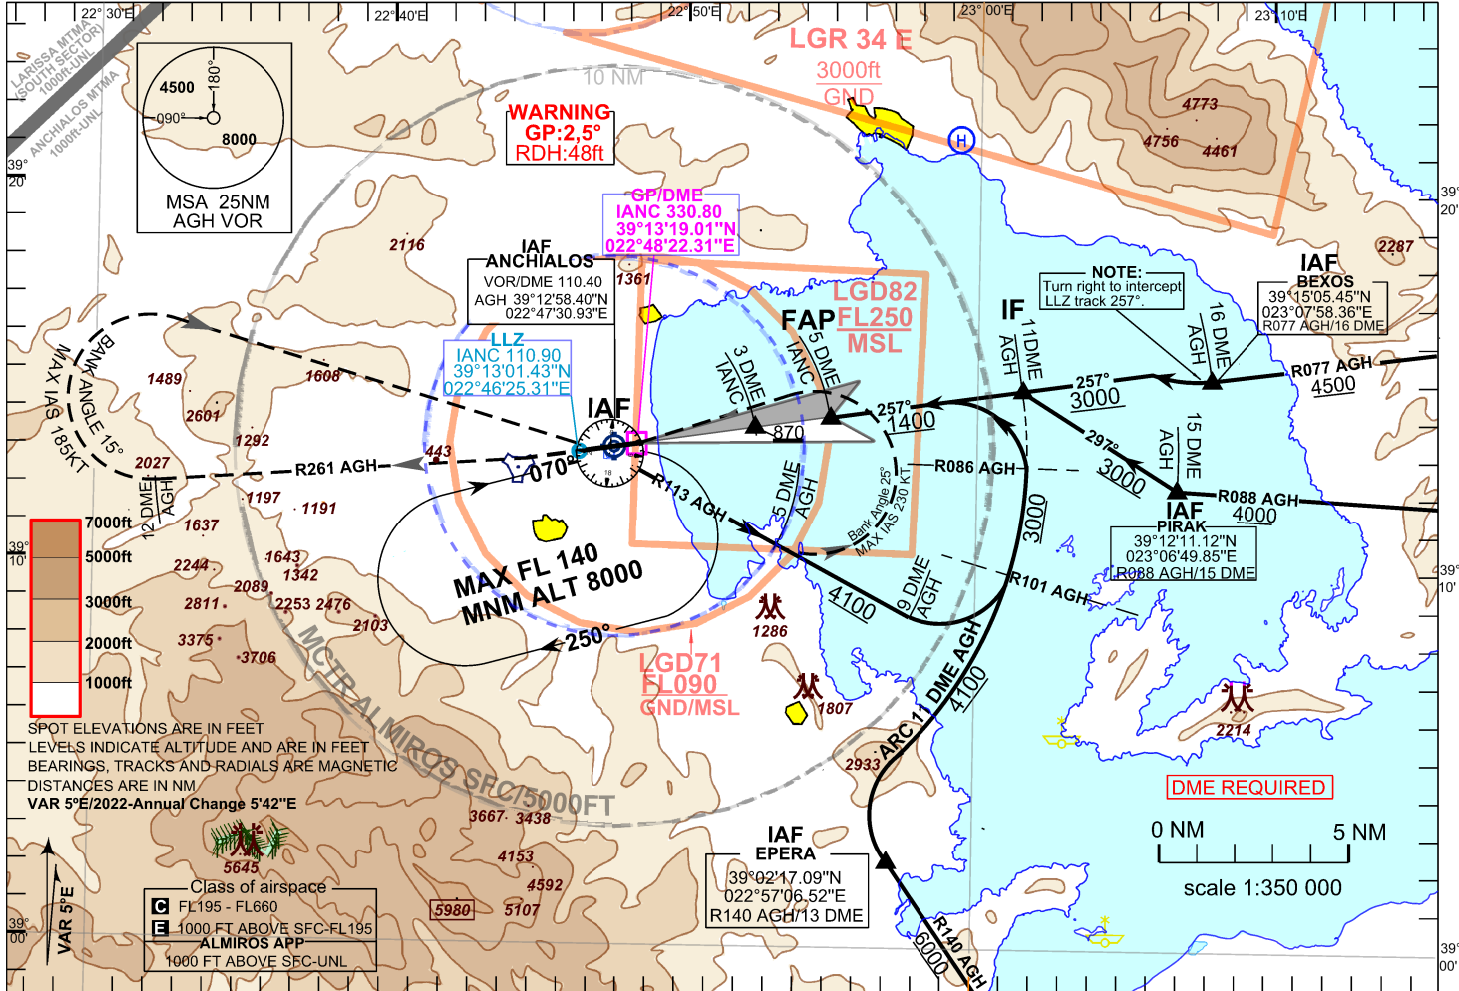 22°30'E
22°40'E
22°50'E
23°00'E
23°10'E
LARISSA MTMA
(SOUTH SECTOR)
1000ft-UNL
ANCHIALOS MTMA
1000ft-UNL
4500
180°
090°
8000
MSA 25NM
AGH VOR
WARNING
GP:2,5°
RDH:48ft
10 NM
LGR 34 E
3000ft
GND
H
4773
4756
4461
39°
20'
39°
20'
GP/DME
IANC 330.80
39°13'19.01"N
022°48'22.31"E
2116
IAF
ANCHIALOS
VOR/DME 110.40
AGH 39°12'58.40"N
022°47'30.93"E
1361
LGD82
FL250
MSL
NOTE:
Turn right to intercept
LLZ track 257°.
IAF
BEXOS
39°15'05.45"N
023°07'58.36"E
R077 AGH/16 DME
2287
LLZ
IANC 110.90
39°13'01.43"N
022°46'25.31"E
FAP
5 DME
IANC
3 DME
IANC
IF
11DME
AGH
16 DME
AGH
BANK ANGLE 15°
MAX IAS 185KT
1489
1608
2601
1292
IAF
257°
1400
257°
3000
R077 AGH
4500
870
297°
3000
15 DME
AGH
443
2027
12 DME
AGH
R261 AGH
070°
18
R113 AGH
5 DME
AGH
Bank Angle 25°
MAX IAS 230 KT
R086 AGH
3000
R088 AGH
4000
IAF
PIRAK
39°12'11.12"N
023°06'49.85"E
R088 AGH/15 DME
1197
1191
1637
7000ft
5000ft
3000ft
2000ft
1000ft
39°
10'
39°
10'
1643
2244
1342
2089
2811
2253
2476
2103
3375
3706
MAX FL 140
MNM ALT 8000
250°
4100
9 DME
AGH
R101 AGH
1286
1807
LGD71
FL090
GND/MSL
ARC 11 DME AGH
4100
2933
2214
MCTR ALMIROS SFC/5000FT
SPOT ELEVATIONS ARE IN FEET
LEVELS INDICATE ALTITUDE AND ARE IN FEET
BEARINGS, TRACKS AND RADIALS ARE MAGNETIC
DISTANCES ARE IN NM
VAR 5°E/2022-Annual Change 5'42"E
DME REQUIRED
0 NM
5 NM
scale 1:350 000
3667
3438
4153
4592
5980
5107
5645
IAF
EPERA
39°02'17.09"N
022°57'06.52"E
R140 AGH/13 DME
R140 AGH
6000
VAR 5°E
Class of airspace
C FL195 - FL660
E 1000 FT ABOVE SFC-FL195
ALMIROS APP
1000 FT ABOVE SFC-UNL
39°
00'
39°
00'